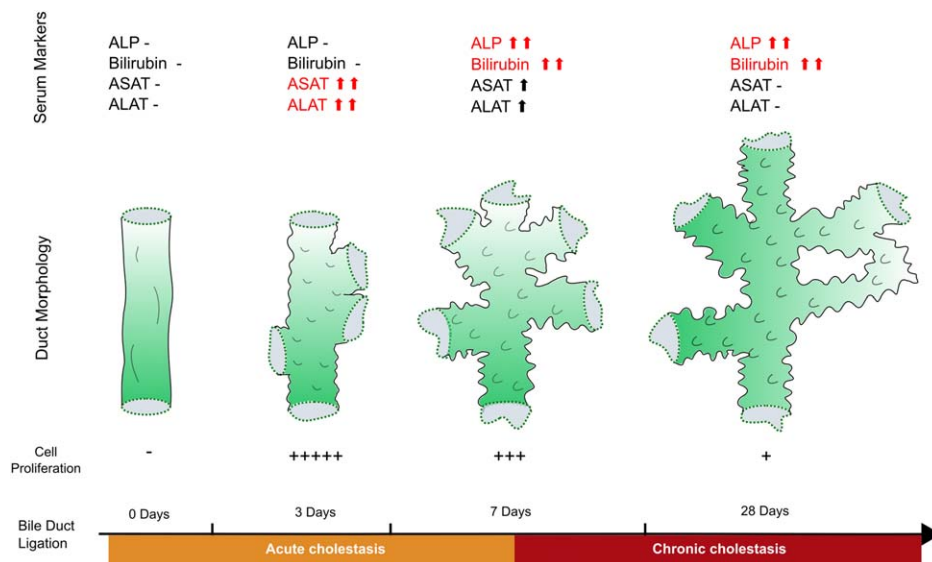 Serum Markers
ALP -
Bilirubin -
ASAT -
ALAT -
ALP -
Bilirubin -
ASAT ⬆⬆
ALAT ⬆⬆
ALP ⬆⬆
Bilirubin ⬆⬆
ASAT ⬆
ALAT ⬆
ALP ⬆⬆
Bilirubin ⬆⬆
ASAT -
ALAT -
Duct Morphology
Cell
Proliferation
-
+++++
+++
+
Bile Duct
Ligation
0 Days
3 Days
7 Days
28 Days
Acute cholestasis
Chronic cholestasis